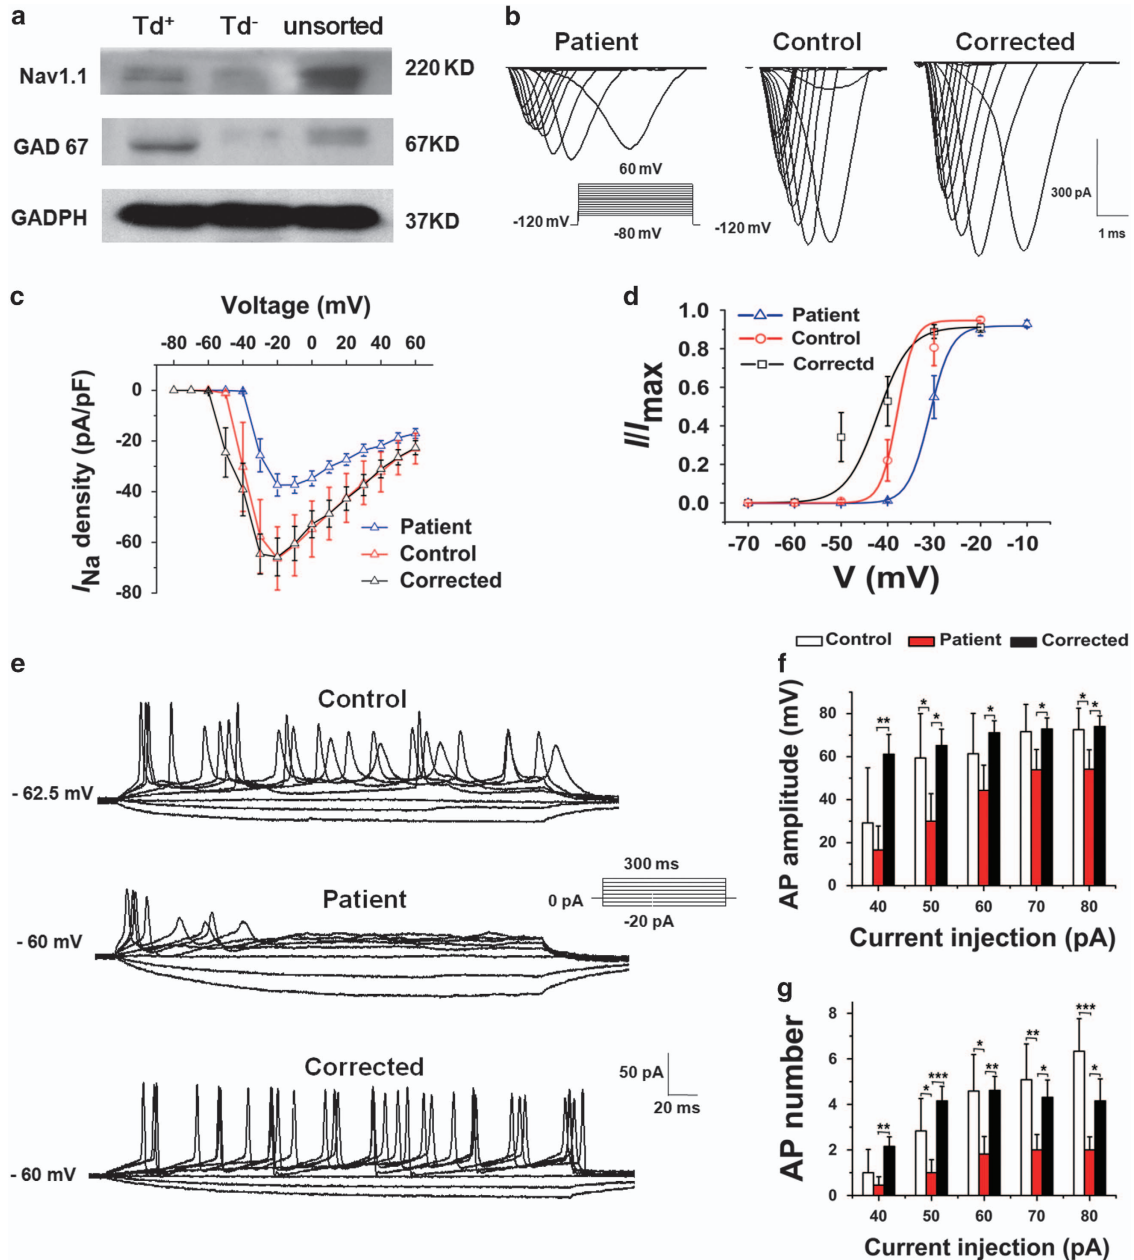 a
Td+ Td- unsorted
Nav1.1 220 KD
GAD 67 67KD
GADPH 37KD
b
Patient Control Corrected
60 mV
-120 mV
-80 mV
-120 mV
300 pA
1 ms
c
Voltage (mV)
-80 -60 -40 -20 0 20 40 60
0
-20
-40
-60
-80
INa density (pA/pF)
Patient
Control
Corrected
d
1.0
0.9
0.6
0.4
0.2
0.0
I/Imax
Patient
Control
Correctd
-70 -60 -50 -40 -30 -20 -10
V (mV)
e
Control
- 62.5 mV
Patient
- 60 mV
300 ms
0 pA
-20 pA
Corrected
- 60 mV
50 pA
20 ms
Control Patient Corrected
f
AP amplitude (mV)
80
60
40
20
0
** * * * * * * *
40 50 60 70 80
Current injection (pA)
g
AP number
8
6
4
2
0
** * *** * ** ** * *** *
40 50 60 70 80
Current injection (pA)